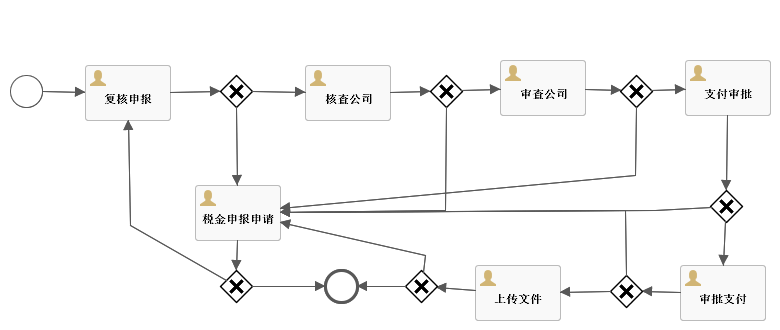 复核申报
核查公司
审查公司
支付审批
税金申报申请
上传文件
审批支付